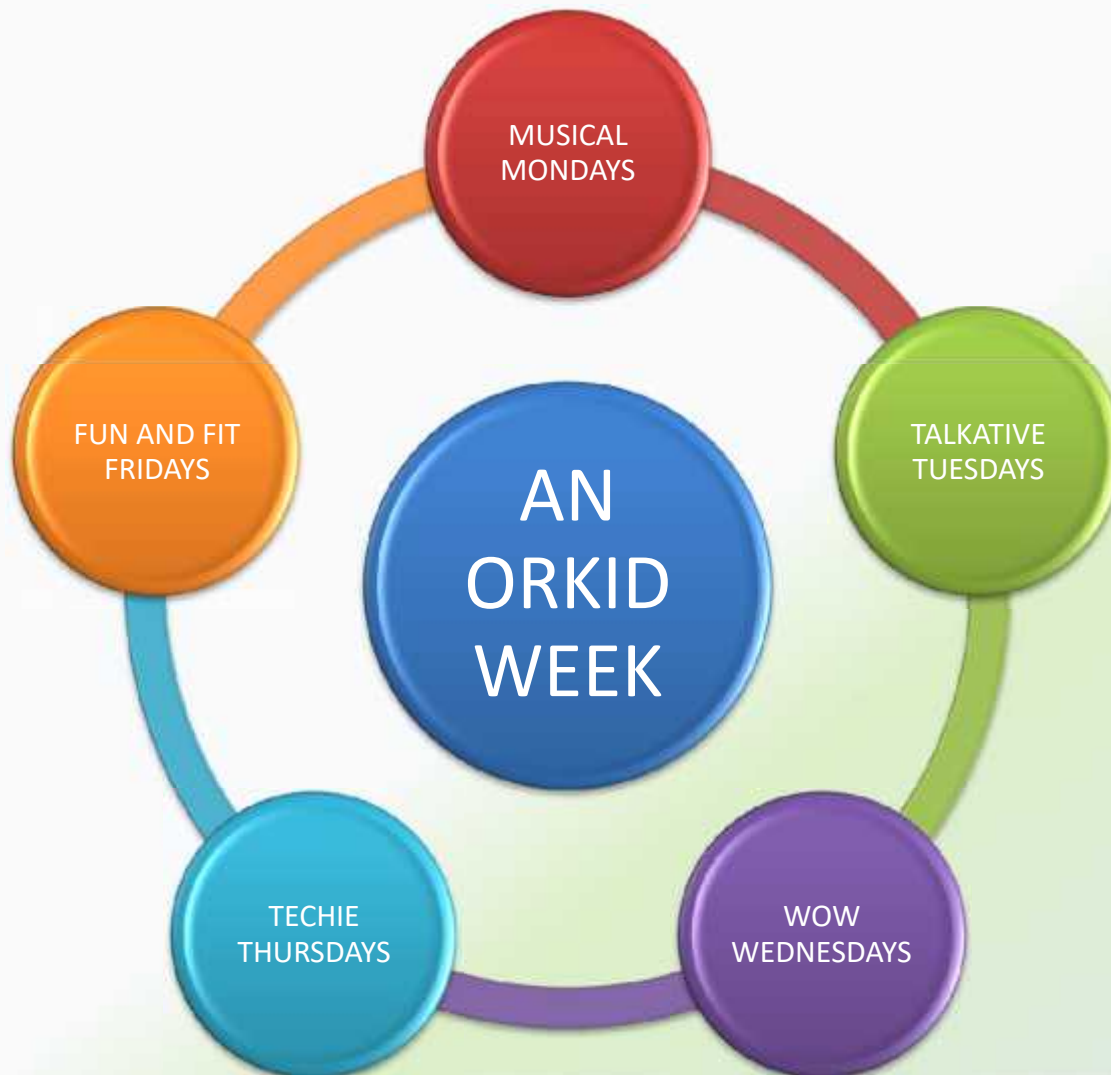 MUSICAL
MONDAYS
TALKATIVE
TUESDAYS
WOW
WEDNESDAYS
TECHIE
THURSDAYS
FUN AND FIT
FRIDAYS
AN
ORKID
WEEK